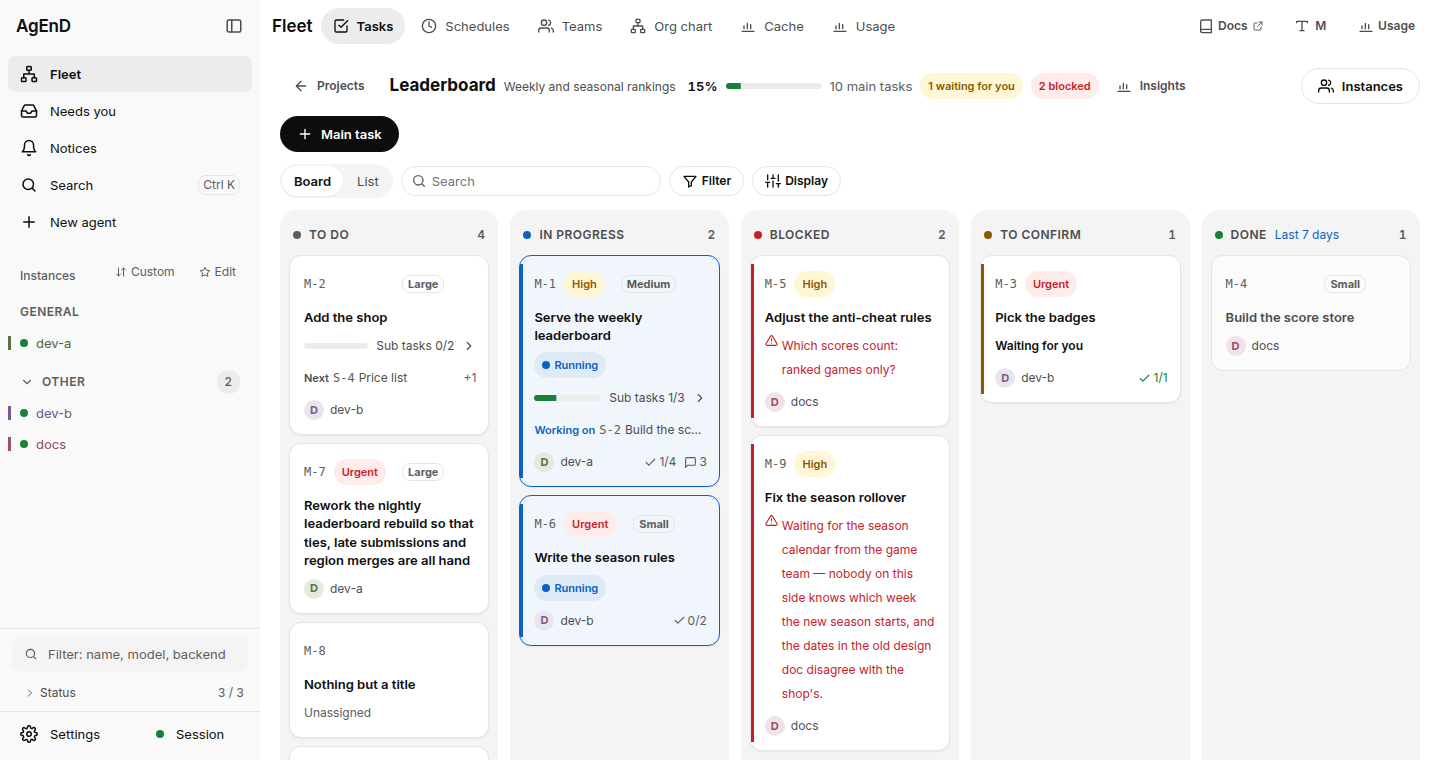 AgEnD
Fleet
Needs you
Notices
Search
Ctrl K
New agent
Instances
Custom
Edit
GENERAL
dev-a
OTHER
2
dev-b
docs
Filter: name, model, backend
Status
3 / 3
Settings
Session
Fleet
Tasks
Schedules
Teams
Org chart
Cache
Usage
Docs
M
Usage
Projects
Leaderboard
Weekly and seasonal rankings
15%
10 main tasks
1 waiting for you
2 blocked
Insights
Instances
Main task
Board
List
Search
Filter
Display
TO DO
4
M-2
Large
Add the shop
Sub tasks 0/2
Next S-4 Price list
+1
D
dev-b
M-7
Urgent
Large
Rework the nightly
leaderboard rebuild so that
ties, late submissions and
region merges are all hand
D
dev-a
M-8
Nothing but a title
Unassigned
IN PROGRESS
2
M-1
High
Medium
Serve the weekly
leaderboard
Running
Sub tasks 1/3
Working on S-2 Build the sc...
D
dev-a
1/4
3
M-6
Urgent
Small
Write the season rules
Running
D
dev-b
0/2
BLOCKED
2
M-5
High
Adjust the anti-cheat rules
Which scores count:
ranked games only?
D
docs
M-9
High
Fix the season rollover
Waiting for the season
calendar from the game
team — nobody on this
side knows which week
the new season starts, and
the dates in the old design
doc disagree with the
shop's.
D
docs
TO CONFIRM
1
M-3
Urgent
Pick the badges
Waiting for you
D
dev-b
1/1
DONE
Last 7 days
1
M-4
Small
Build the score store
D
docs